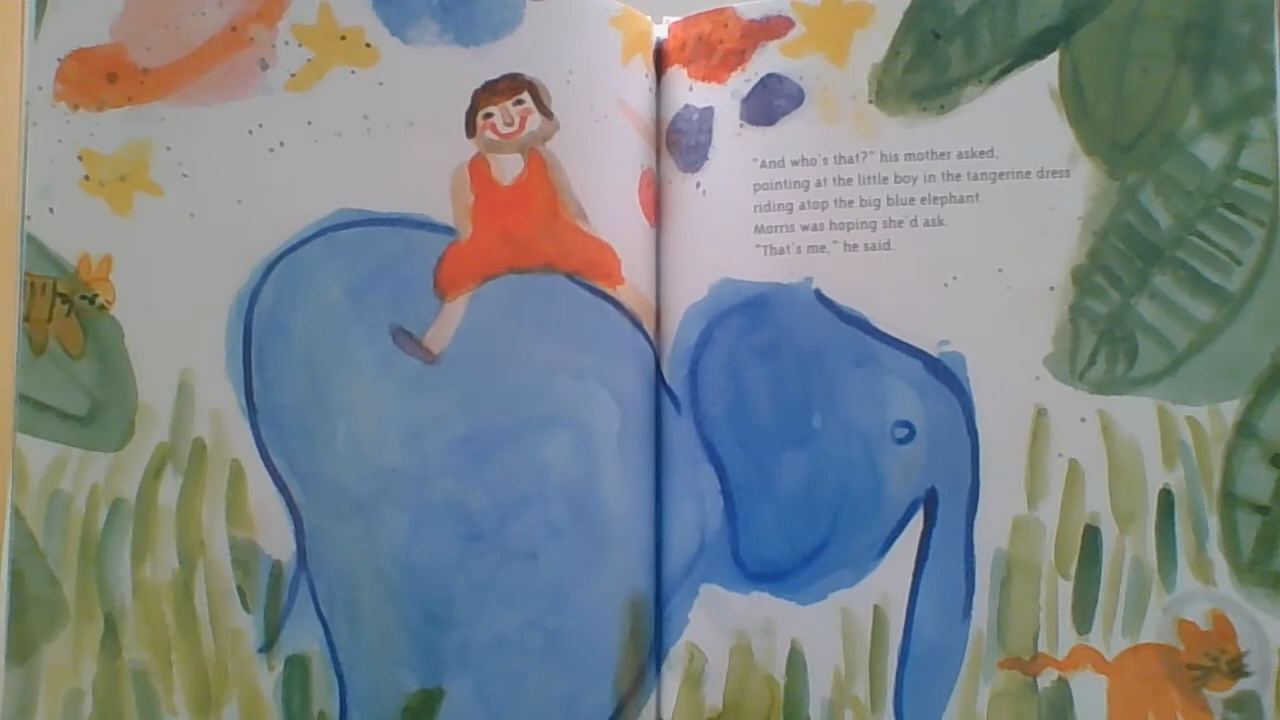 "And who's that?" his mother asked,
pointing at the little boy in the tangerine dress
riding atop the big blue elephant.
Morris was hoping she'd ask.
"That's me," he said.